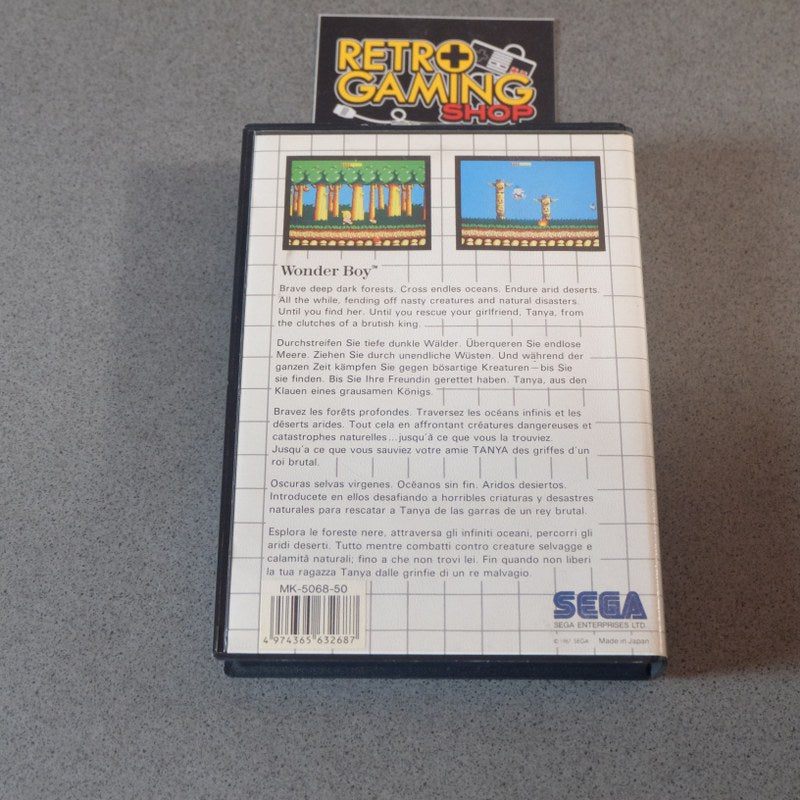 RETRO
GAMING
SHOP
Wonder Boy™
Brave deep dark forests. Cross endles oceans. Endure arid deserts.
All the while, fending off nasty creatures and natural disasters.
Until you find her. Until you rescue your girlfriend, Tanya, from
the clutches of a brutish king.
Durchstreifen Sie tiefe dunkle Wälder. Überqueren Sie endlose
Meere. Ziehen Sie durch unendliche Wüsten. Und während der
ganzen Zeit kämpfen Sie gegen bösartige Kreaturen—bis Sie
sie finden. Bis Sie Ihre Freundin gerettet haben. Tanya, aus den
Klauen eines grausamen Königs.
Bravez les forêts profondes. Traversez les océans infinis et les
déserts arides. Tout cela en affrontant créatures dangereuses et
catastrophes naturelles...jusqu'à ce que vous la trouviez.
Jusqu'a ce que vous sauviez votre amie TANYA des griffes d'un
roi brutal.
Oscuras selvas virgenes. Océanos sin fin. Aridos desiertos.
Introducete en ellos desafiando a horribles criaturas y desastres
naturales para rescatar a Tanya de las garras de un rey brutal.
Esplora le foreste nere, attraversa gli infiniti oceani, percorri gli
aridi deserti. Tutto mentre combatti contro creature selvagge e
calamità naturali; fino a che non trovi lei. Fin quando non liberi
la tua ragazza Tanya dalle grinfie di un re malvagio.
MK-5068-50
4 974365 632687
SEGA
SEGA ENTERPRISES LTD.
© 1987 SEGA Made in Japan